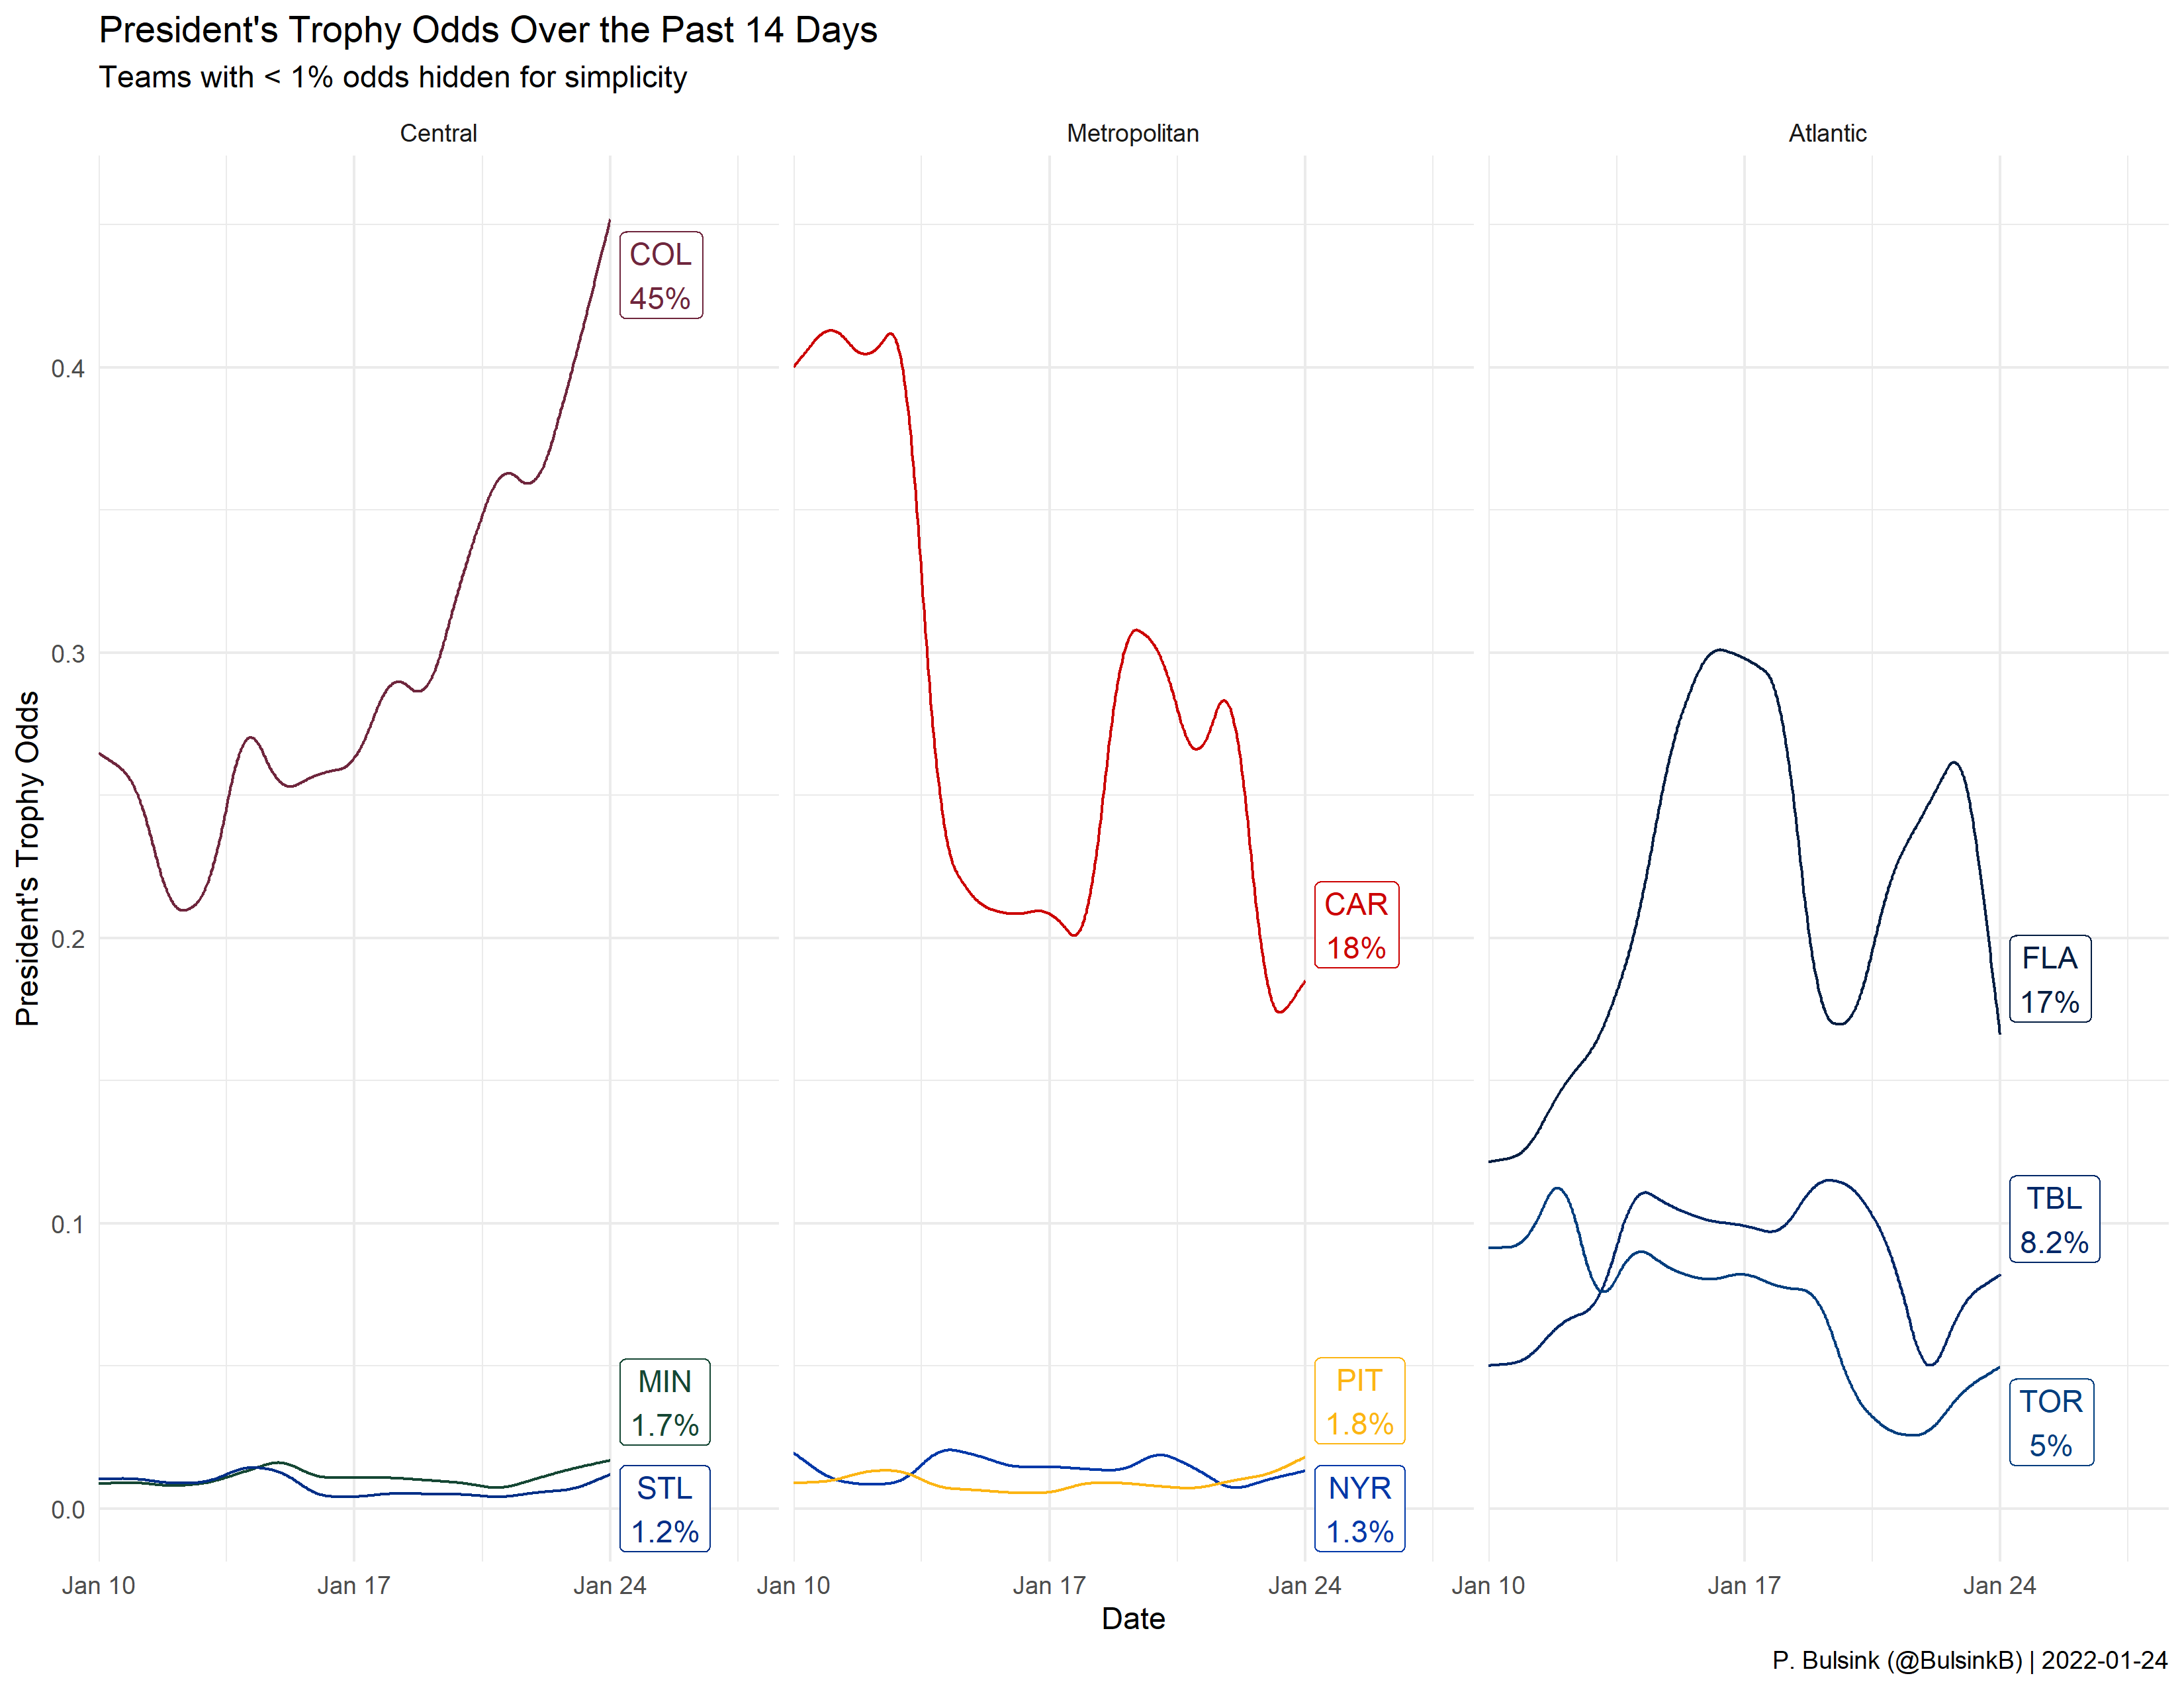 President's Trophy Odds Over the Past 14 Days
Teams with < 1% odds hidden for simplicity
Central
Metropolitan
Atlantic
President's Trophy Odds
0.4
0.3
0.2
0.1
0.0
COL
45%
MIN
1.7%
STL
1.2%
CAR
18%
PIT
1.8%
NYR
1.3%
FLA
17%
TBL
8.2%
TOR
5%
Jan 10
Jan 17
Jan 24
Jan 10
Jan 17
Jan 24
Jan 10
Jan 17
Jan 24
Date
P. Bulsink (@BulsinkB) | 2022-01-24